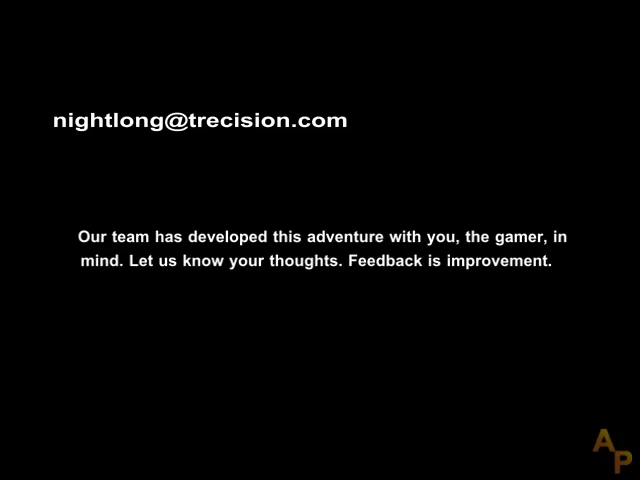 nightlong@trecision.com
Our team has developed this adventure with you, the gamer, in
mind. Let us know your thoughts. Feedback is improvement.
AP